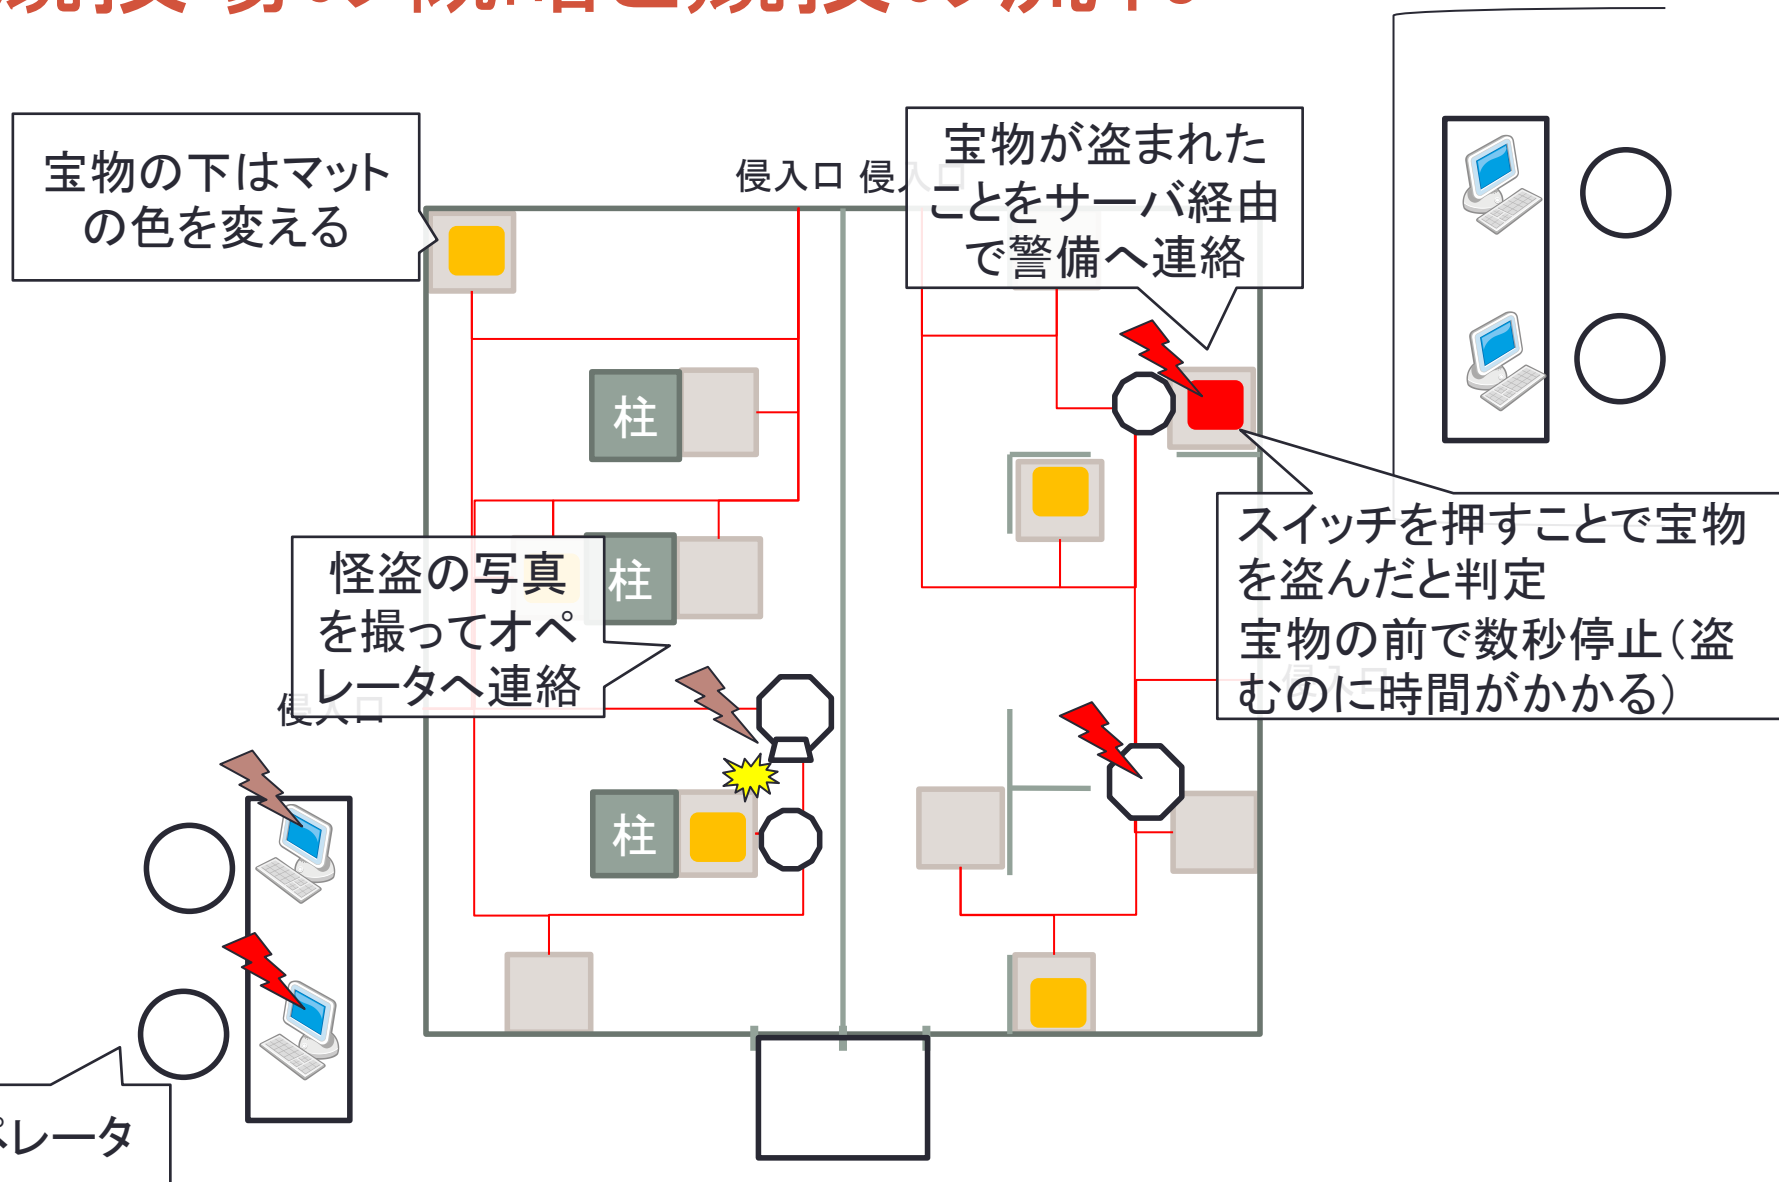 宝物の下はマット
の色を変える
侵入口 侵入口
宝物が盗まれた
ことをサーバ経由
で警備へ連絡
柱
柱
怪盗の写真
を撮ってオペ
レータへ連絡
侵入口
スイッチを押すことで宝物
を盗んだと判定
宝物の前で数秒停止（盗
むのに時間がかかる）
侵入口
柱
レータ